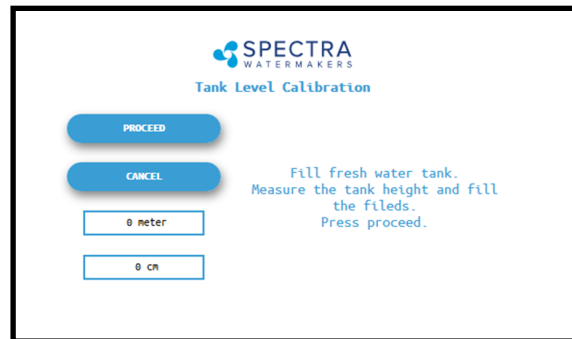 SPECTRA
WATERMAKERS
Tank Level Calibration
PROCEED
CANCEL
0 meter
0 cm
Fill fresh water tank.
Measure the tank height and fill
the fileds.
Press proceed.